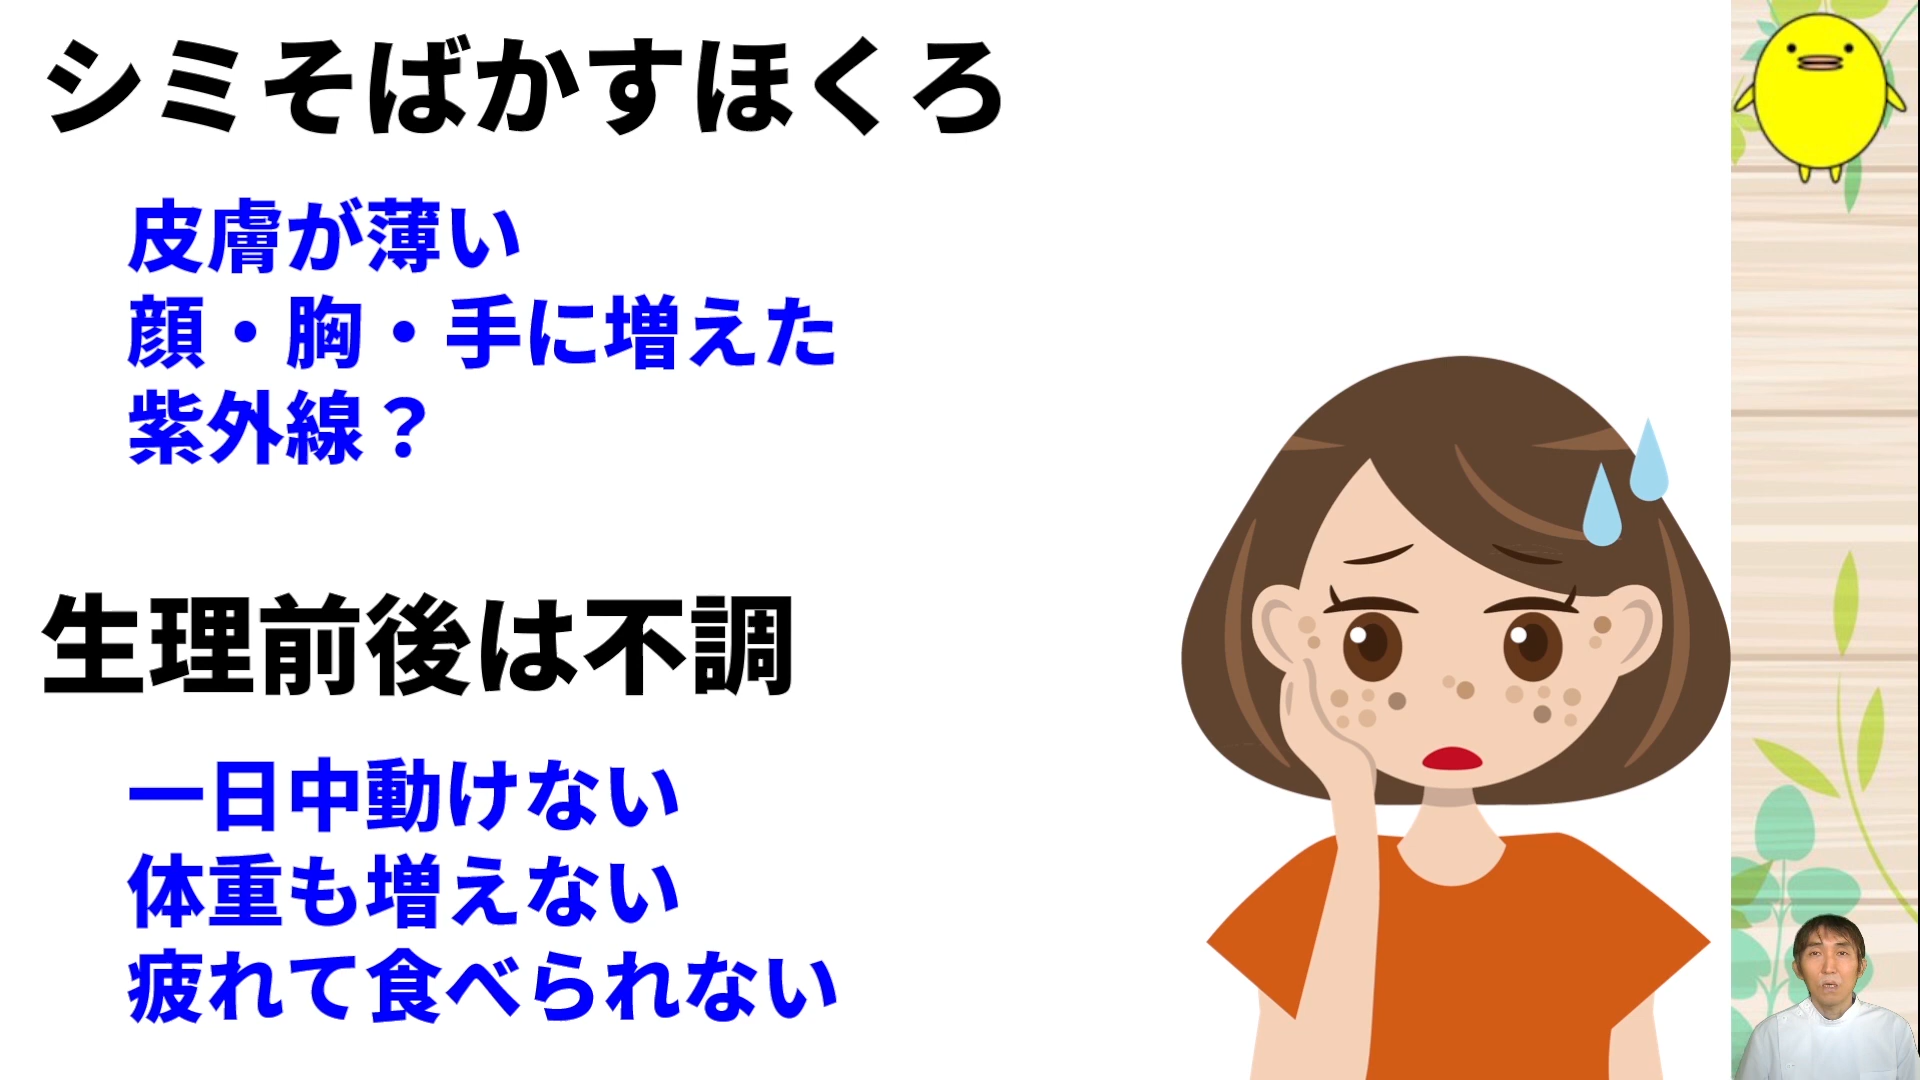 シミそばかすほくろ
皮膚が薄い
顔・胸・手に増えた
紫外線？
生理前後は不調
一日中動けない
体重も増えない
疲れて食べられない